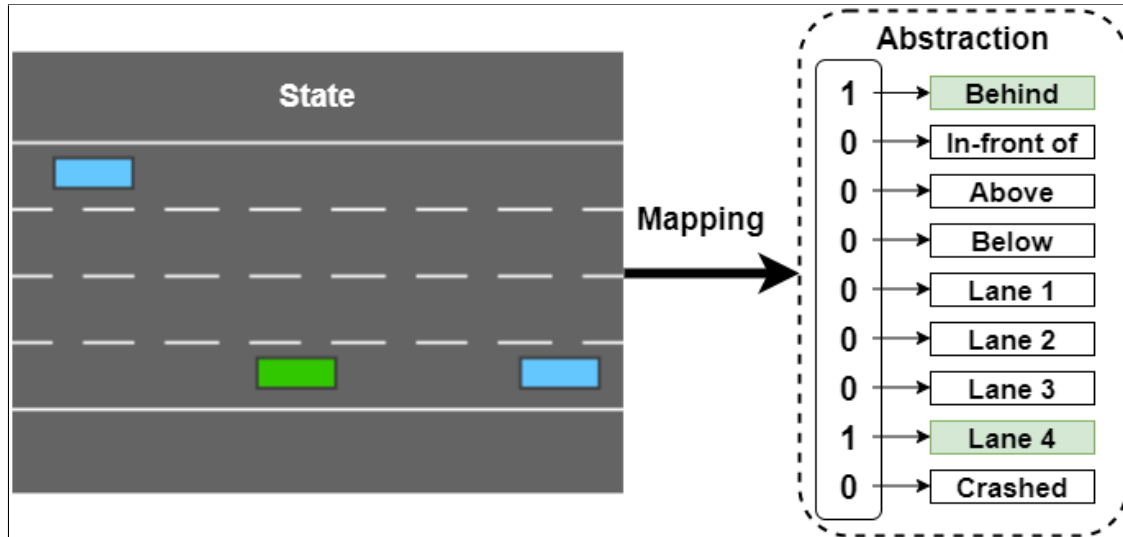 State
Mapping
Abstraction
1 Behind
0 In-front of
0 Above
0 Below
0 Lane 1
0 Lane 2
0 Lane 3
1 Lane 4
0 Crashed